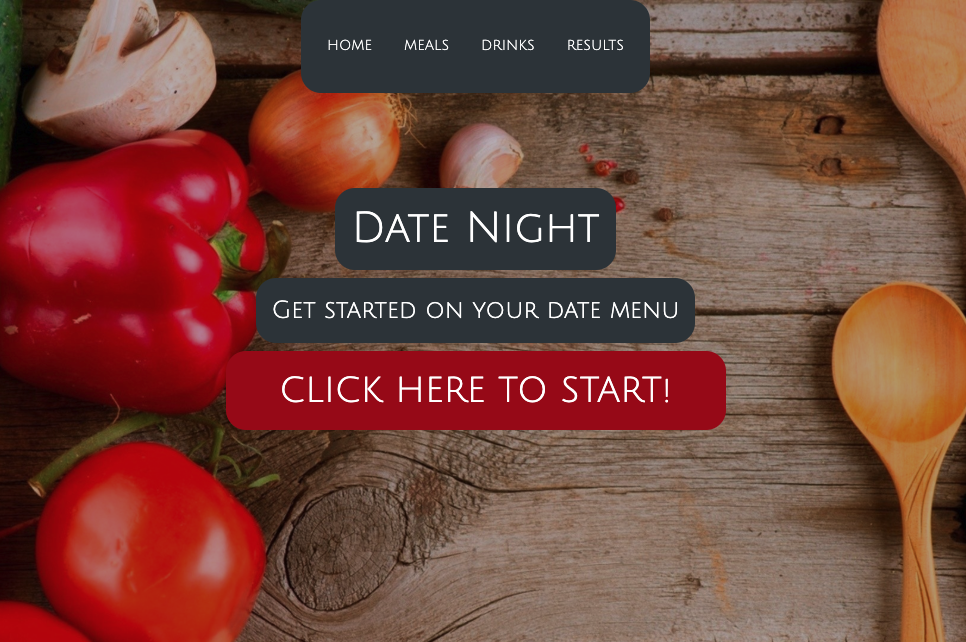 HOME MEALS DRINKS RESULTS
Date Night
Get started on your date menu
CLICK HERE TO START!